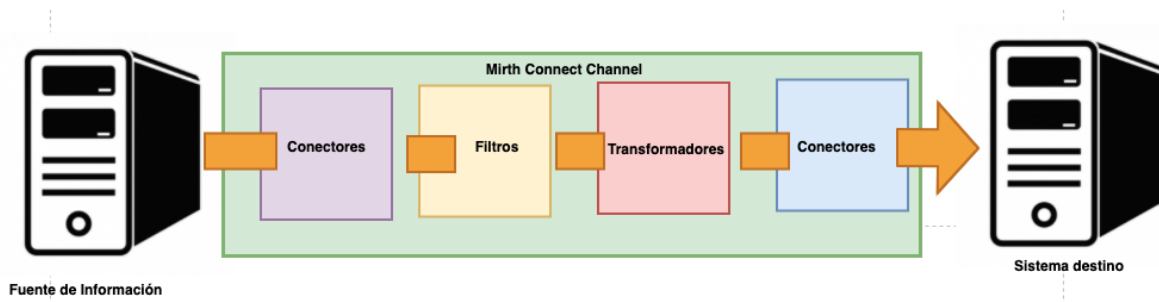 Mirth Connect Channel
Conectores
Filtros
Transformadores
Conectores
Fuente de Información
Sistema destino